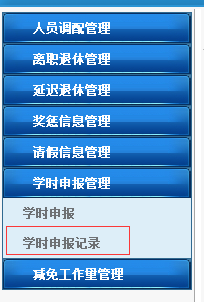 人员调配管理
离职退休管理
延迟退休管理
奖惩信息管理
请假信息管理
学时申报管理
学时申报
学时申报记录
减免工作量管理